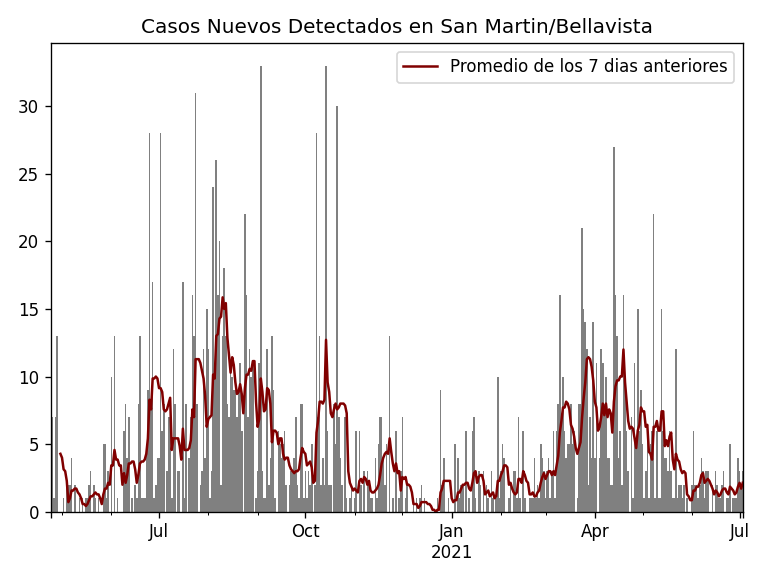 Casos Nuevos Detectados en San Martin/Bellavista
Promedio de los 7 dias anteriores
30
25
20
15
10
5
0
Jul
Oct
Jan
2021
Apr
Jul